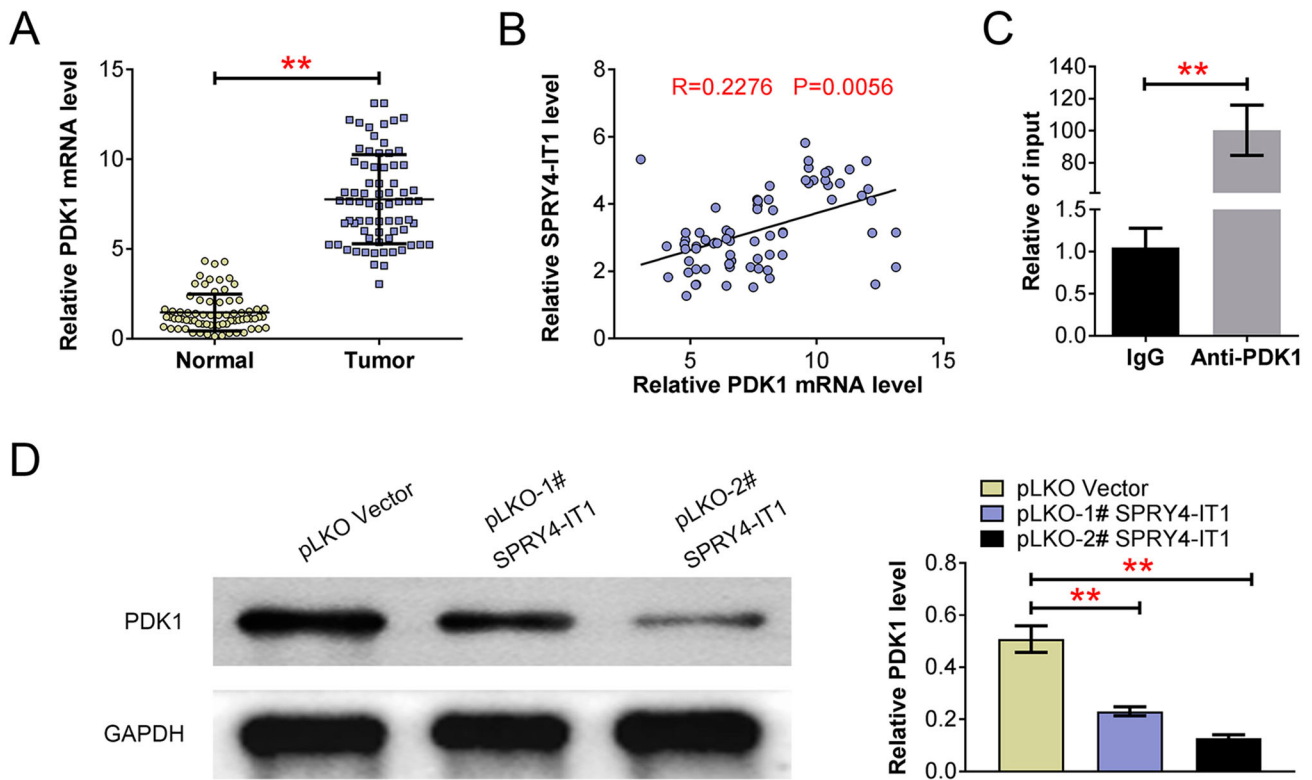 A
Relative PDK1 mRNA level
15
10
5
0
**
Normal
Tumor
B
Relative SPRY4-IT1 level
8
6
4
2
0
R=0.2276 P=0.0056
5
10
15
Relative PDK1 mRNA level
C
Relative of input
140
120
100
80
60
1.5
1.0
0.5
0.0
**
IgG
Anti-PDK1
D
pLKO Vector
pLKO-1#
SPRY4-IT1
pLKO-2#
SPRY4-IT1
PDK1
GAPDH
pLKO Vector
pLKO-1# SPRY4-IT1
pLKO-2# SPRY4-IT1
Relative PDK1 level
0.8
0.6
0.4
0.2
0.0
**
**